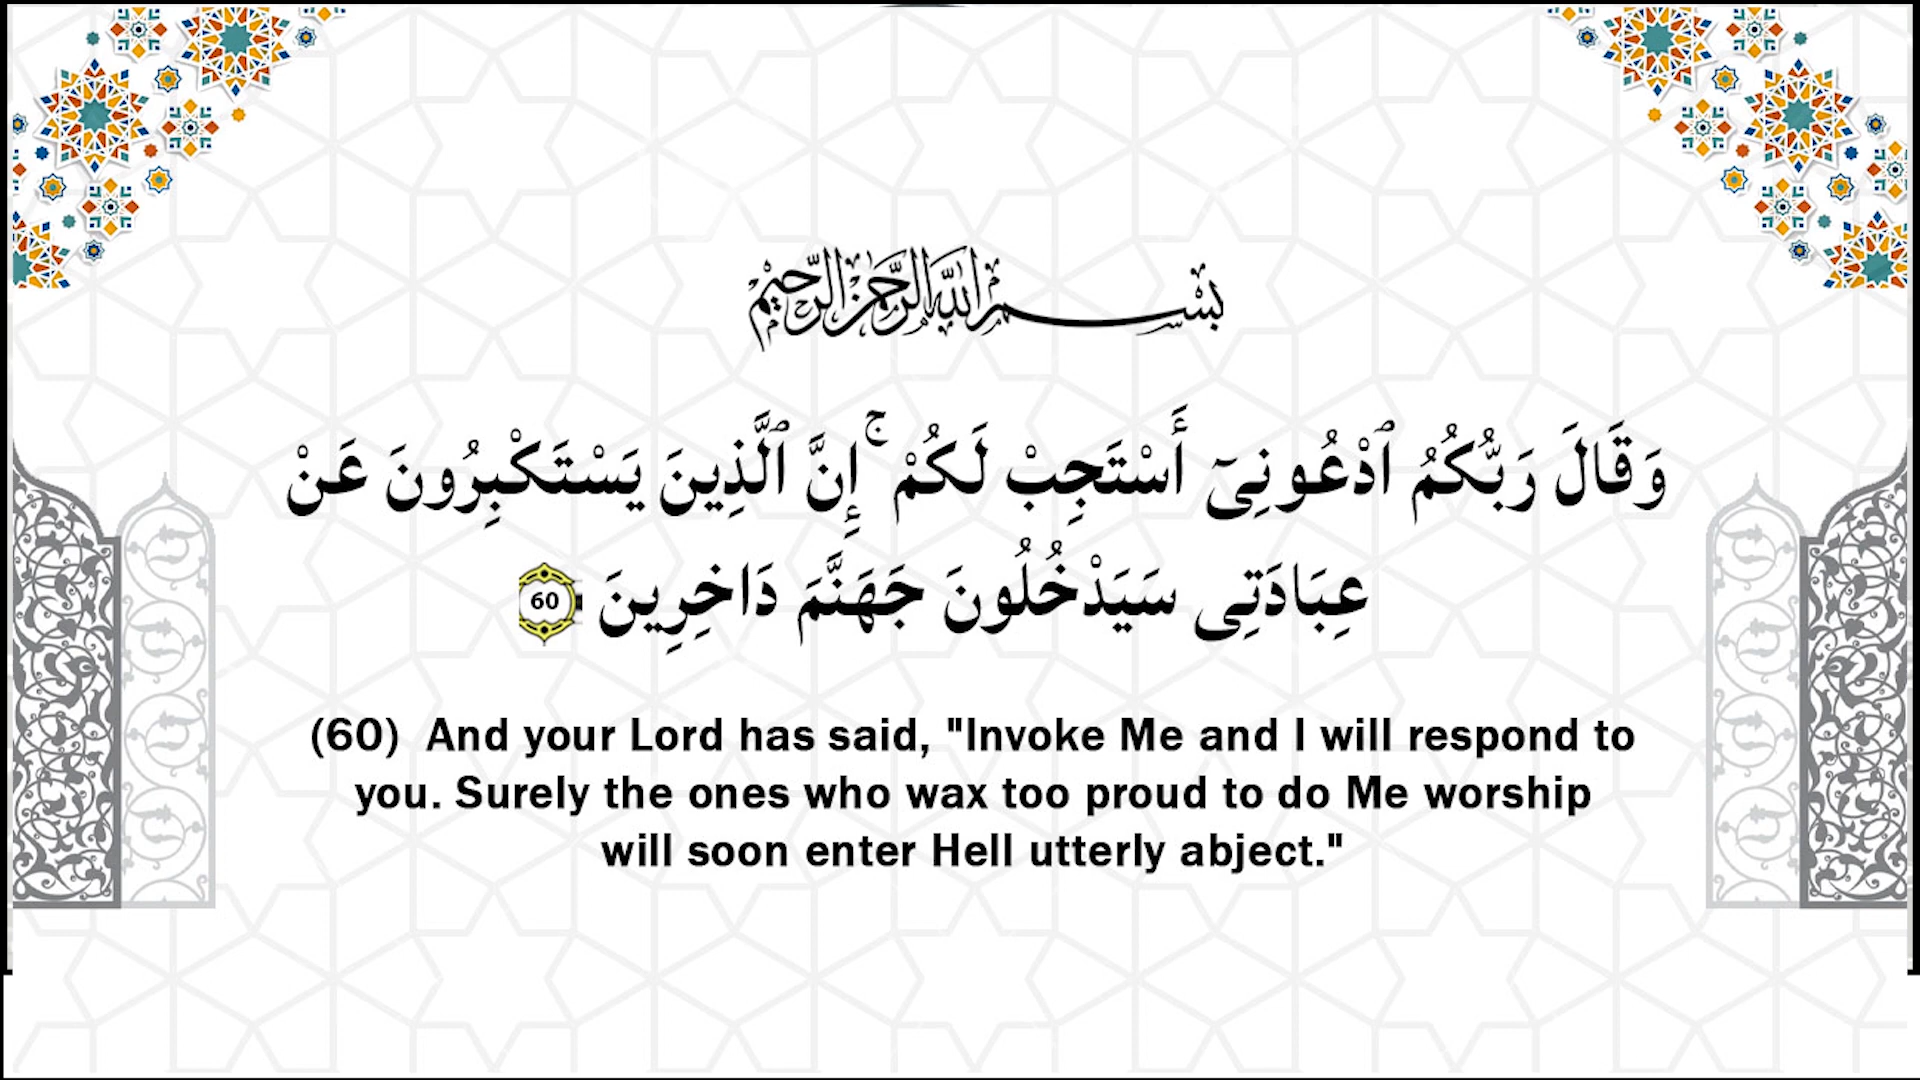 بِسْمِ اللَّهِ الرَّحْمَٰنِ الرَّحِيمِ
وَقَالَ رَبُّكُمُ ٱدْعُونِىٓ أَسْتَجِبْ لَكُمْ ۚ إِنَّ ٱلَّذِينَ يَسْتَكْبِرُونَ عَنْ
عِبَادَتِى سَيَدْخُلُونَ جَهَنَّمَ دَاخِرِينَ 60
(60) And your Lord has said, "Invoke Me and I will respond to
you. Surely the ones who wax too proud to do Me worship
will soon enter Hell utterly abject."